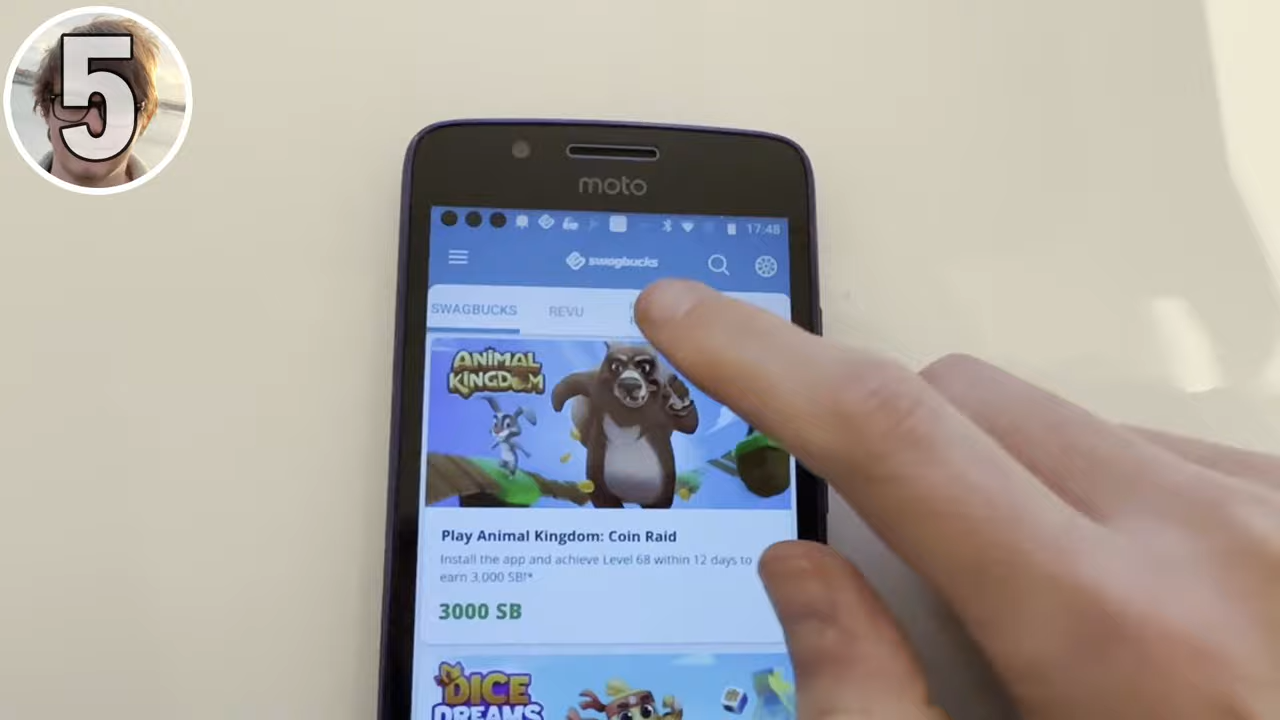 5
moto
17:48
swagbucks
SWAGBUCKS REVU
ANIMAL
KINGDOM
Play Animal Kingdom: Coin Raid
Install the app and achieve Level 68 within 12 days to
earn 3,000 SB!*
3000 SB
DICE
DREAMS